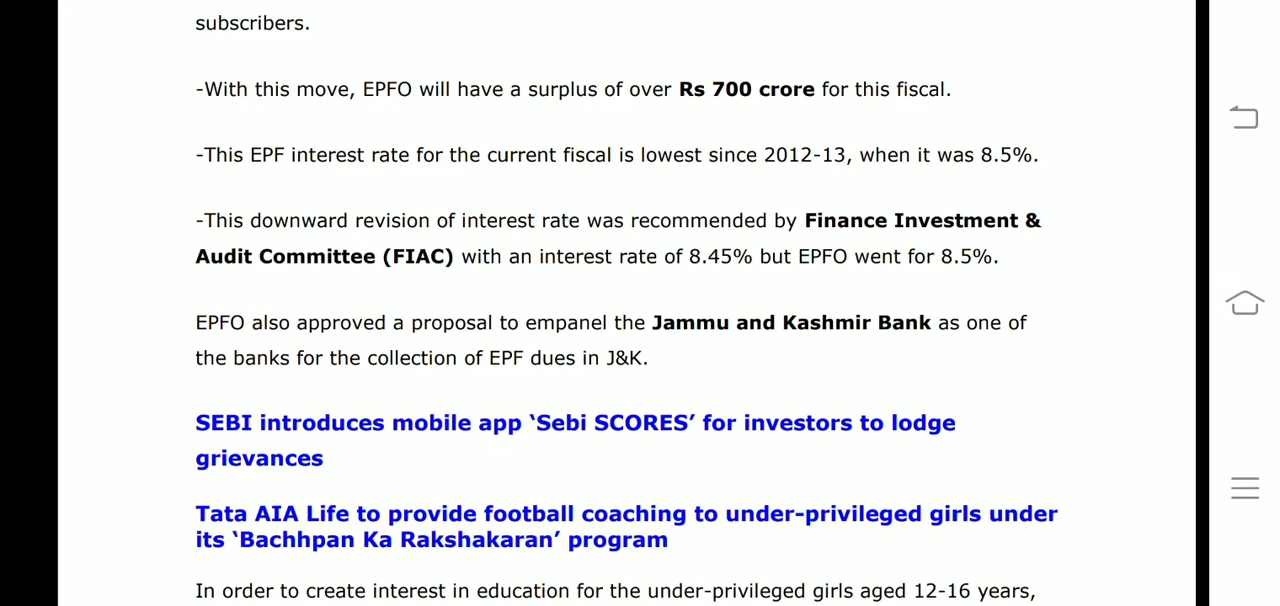 subscribers.
-With this move, EPFO will have a surplus of over Rs 700 crore for this fiscal.
-This EPF interest rate for the current fiscal is lowest since 2012-13, when it was 8.5%.
-This downward revision of interest rate was recommended by Finance Investment &
Audit Committee (FIAC) with an interest rate of 8.45% but EPFO went for 8.5%.
EPFO also approved a proposal to empanel the Jammu and Kashmir Bank as one of
the banks for the collection of EPF dues in J&K.
SEBI introduces mobile app ‘Sebi SCORES’ for investors to lodge
grievances
Tata AIA Life to provide football coaching to under-privileged girls under
its ‘Bachhpan Ka Rakshakaran’ program
In order to create interest in education for the under-privileged girls aged 12-16 years,